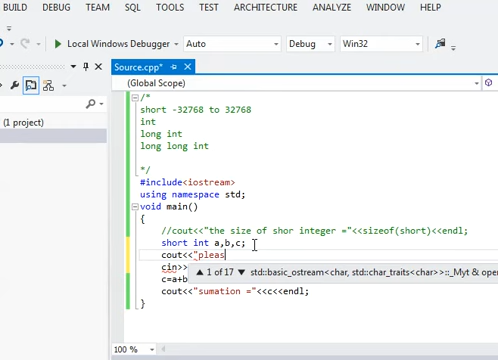 BUILD DEBUG TEAM SQL TOOLS TEST ARCHITECTURE ANALYZE WINDOW HELP
Local Windows Debugger Auto Debug Win32
Source.cpp*
(Global Scope)
(1 project)
/*
short -32768 to 32768
int
long int
long long int
*/
#include<iostream>
using namespace std;
void main()
{
//cout<<"the size of shor integer ="<<sizeof(short)<<endl;
short int a,b,c;
cout<<"pleas
cin>>
1 of 17 std::basic_ostream<char, std::char_traits<char>>::_Myt & oper
c=a+b
cout<<"sumation ="<<c<<endl;
}
100 %